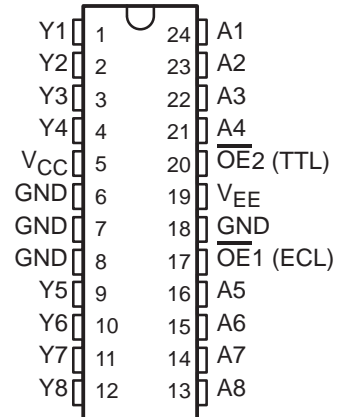 Y1 1 24 A1
Y2 2 23 A2
Y3 3 22 A3
Y4 4 21 A4
VCC 5 20 O̅E̅2 (TTL)
GND 6 19 VEE
GND 7 18 GND
GND 8 17 O̅E̅1 (ECL)
Y5 9 16 A5
Y6 10 15 A6
Y7 11 14 A7
Y8 12 13 A8